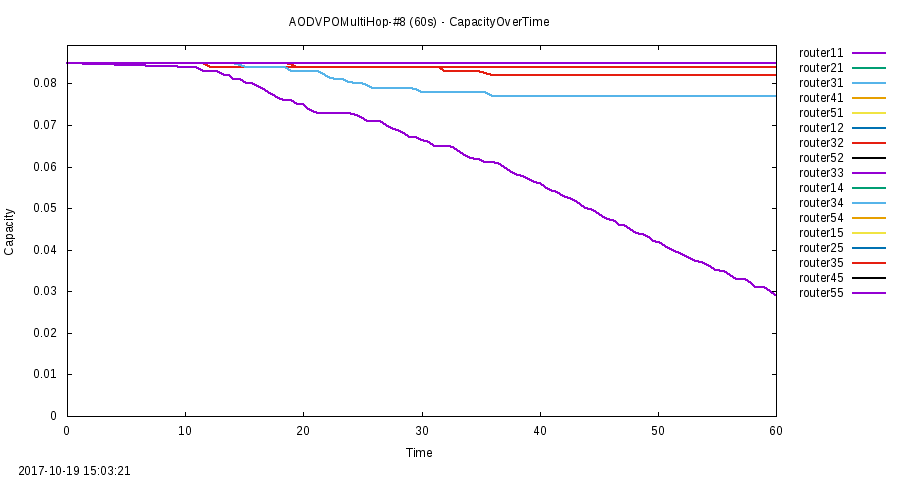 AODVPOMultiHop-#8 (60s) - CapacityOverTime
router11
router21
router31
router41
router51
router12
router32
router52
router33
router14
router34
router54
router15
router25
router35
router45
router55
0.08
0.07
0.06
0.05
0.04
0.03
0.02
0.01
0
Capacity
0 10 20 30 40 50 60
Time
2017-10-19 15:03:21